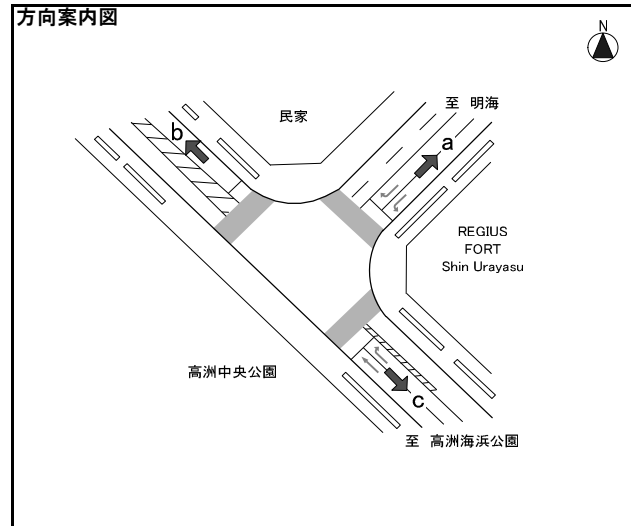 方向案内図
N
至 明海
民家
b
a
REGIUS
FORT
Shin Urayasu
高洲中央公園
c
至 高洲海浜公園